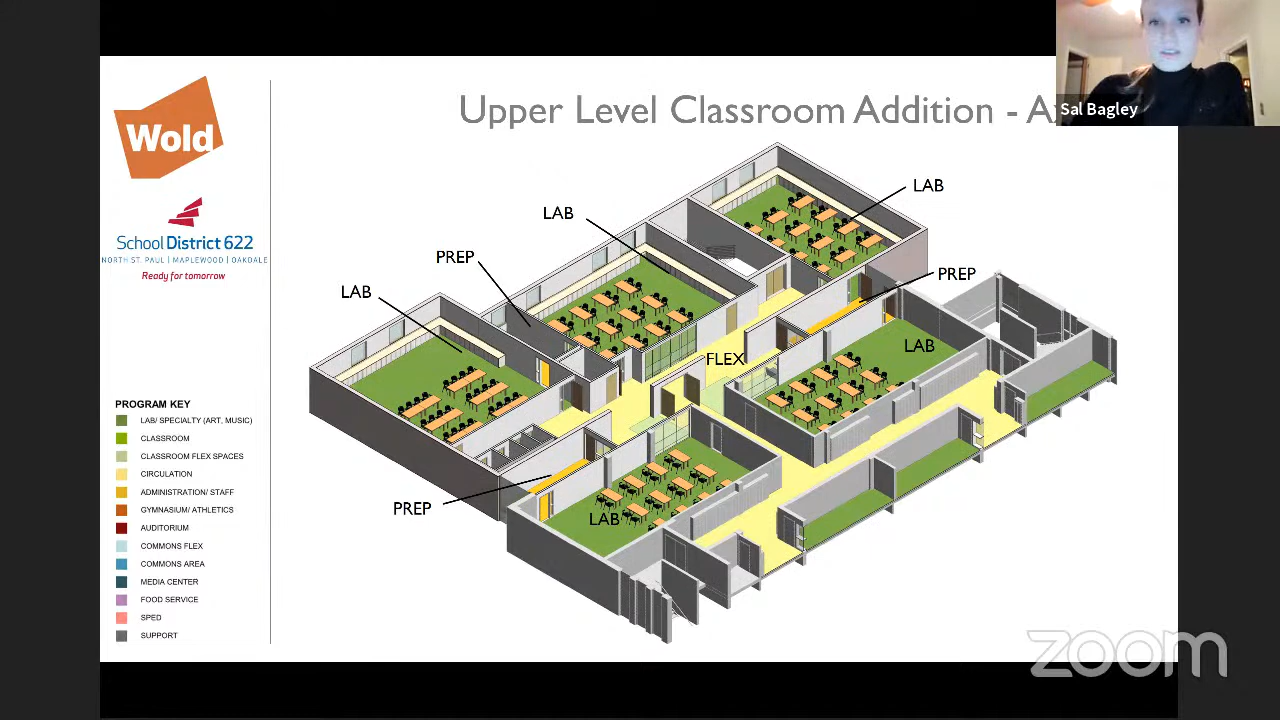 Sal Bagley
Upper Level Classroom Addition -
Wold
School District 622
NORTH ST. PAUL | MAPLEWOOD | OAKDALE
Ready for tomorrow
LAB
LAB
PREP
PREP
LAB
LAB
FLEX
PREP
LAB
PROGRAM KEY
LAB/ SPECIALTY (ART, MUSIC)
CLASSROOM
CLASSROOM FLEX SPACES
CIRCULATION
ADMINISTRATION/ STAFF
GYMNASIUM/ ATHLETICS
AUDITORIUM
COMMONS FLEX
COMMONS AREA
MEDIA CENTER
FOOD SERVICE
SPED
SUPPORT
zoom